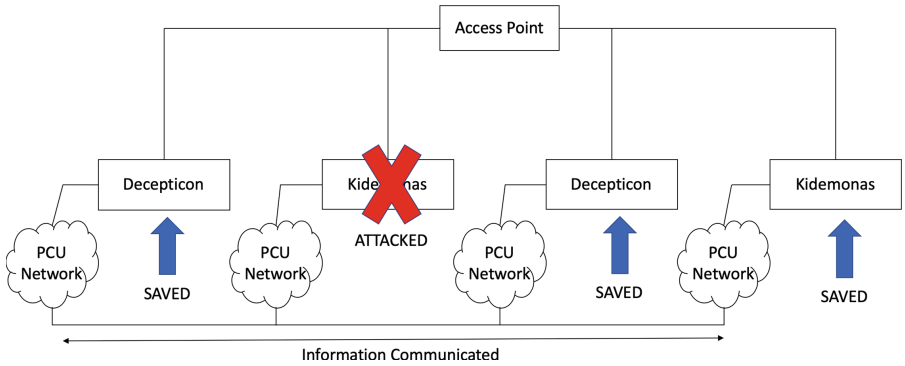 Access Point
Decepticon
Kidemonas
Decepticon
Kidemonas
ATTACKED
PCU
Network
PCU
Network
PCU
Network
PCU
Network
SAVED
SAVED
SAVED
Information Communicated